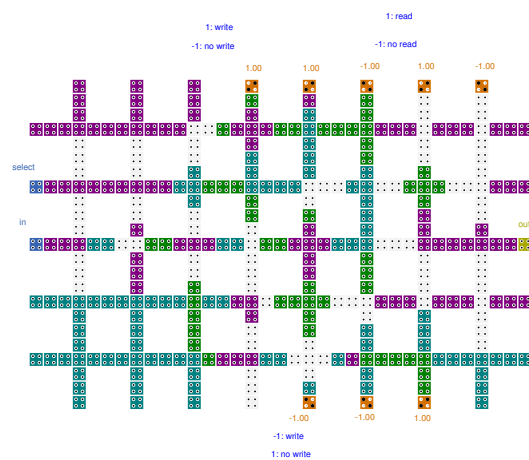 1: read
1: write
-1: no write
-1: no read
1.00 1.00 -1.00 1.00 -1.00
select
in
out
-1.00 -1.00 1.00
-1: write
1: no write